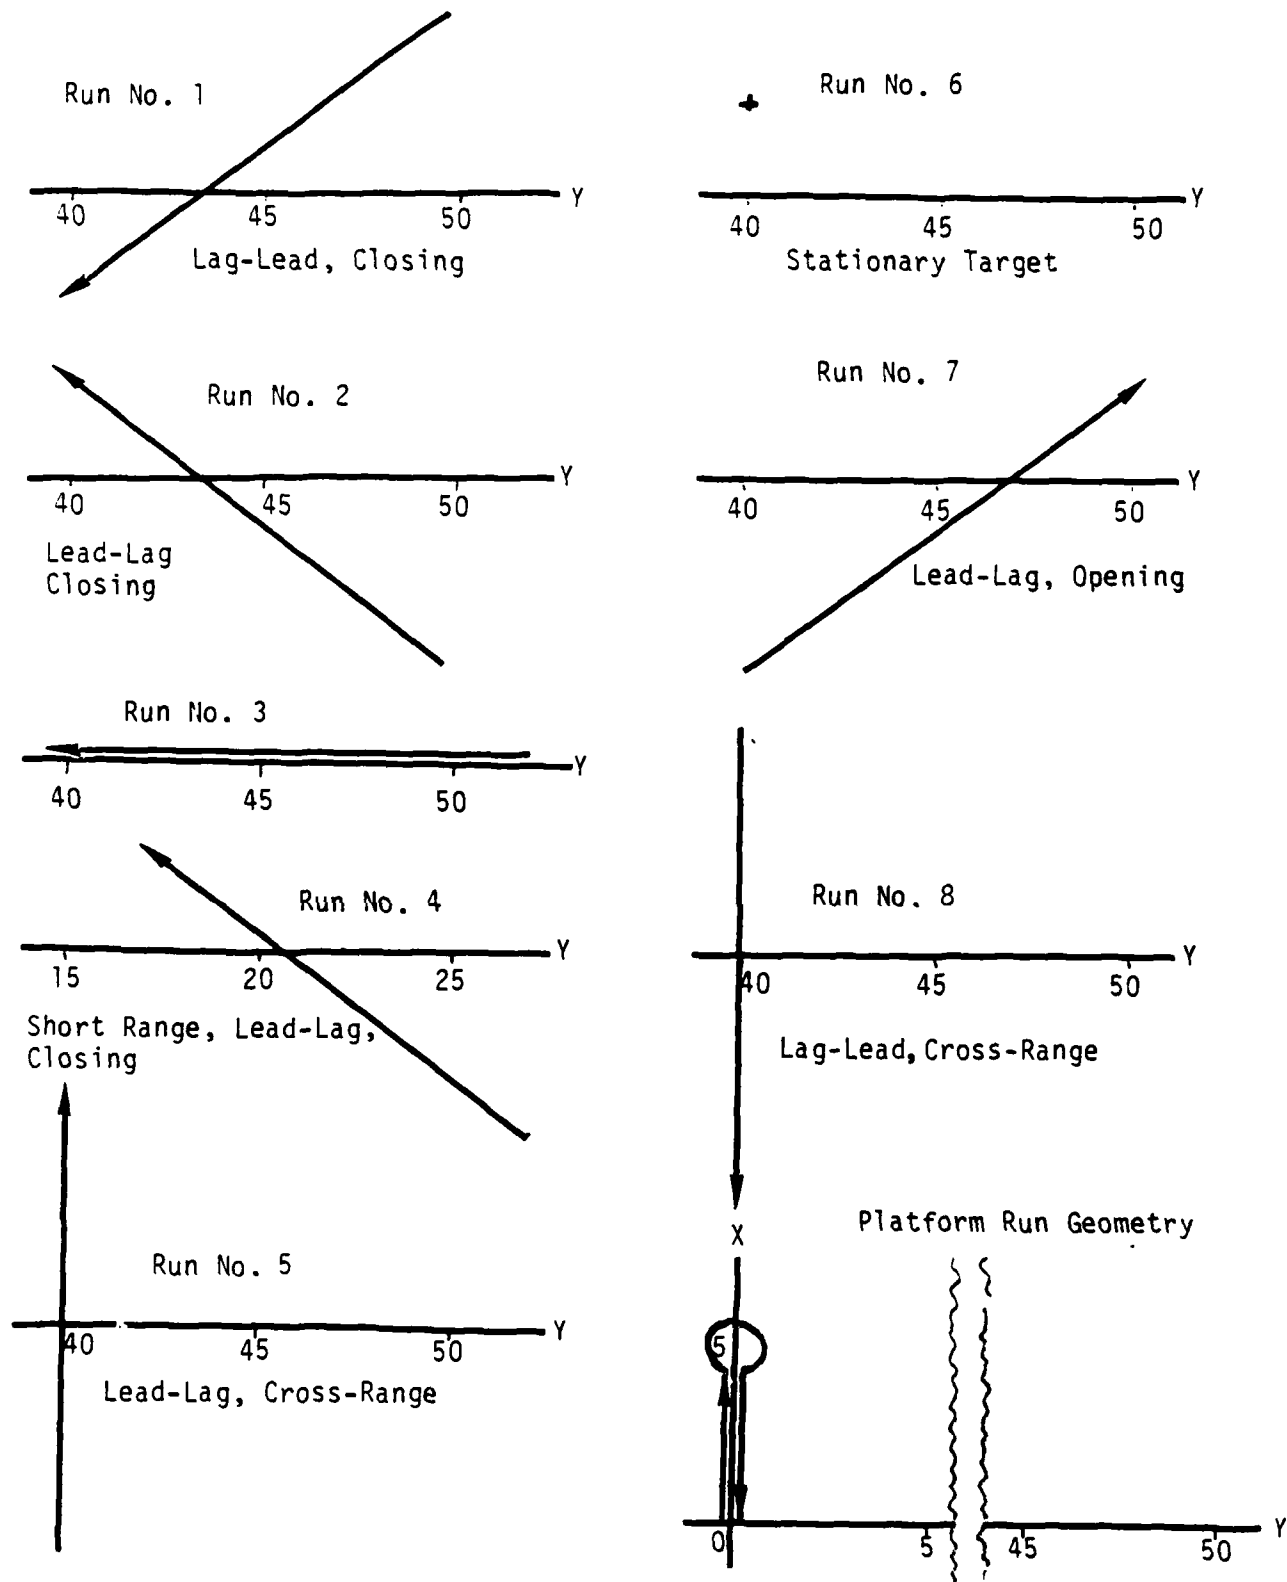 Run No. 1
40 45 50 Y
Lag-Lead, Closing
Run No. 2
40 45 50 Y
Lead-Lag
Closing
Run No. 3
40 45 50 Y
Run No. 4
15 20 25 Y
Short Range, Lead-Lag,
Closing
Run No. 5
40 45 50 Y
Lead-Lag, Cross-Range
Run No. 6
40 45 50 Y
Stationary Target
Run No. 7
40 45 50 Y
Lead-Lag, Opening
Run No. 8
40 45 50 Y
Lag-Lead, Cross-Range
X
Platform Run Geometry
5
0 5 45 50 Y